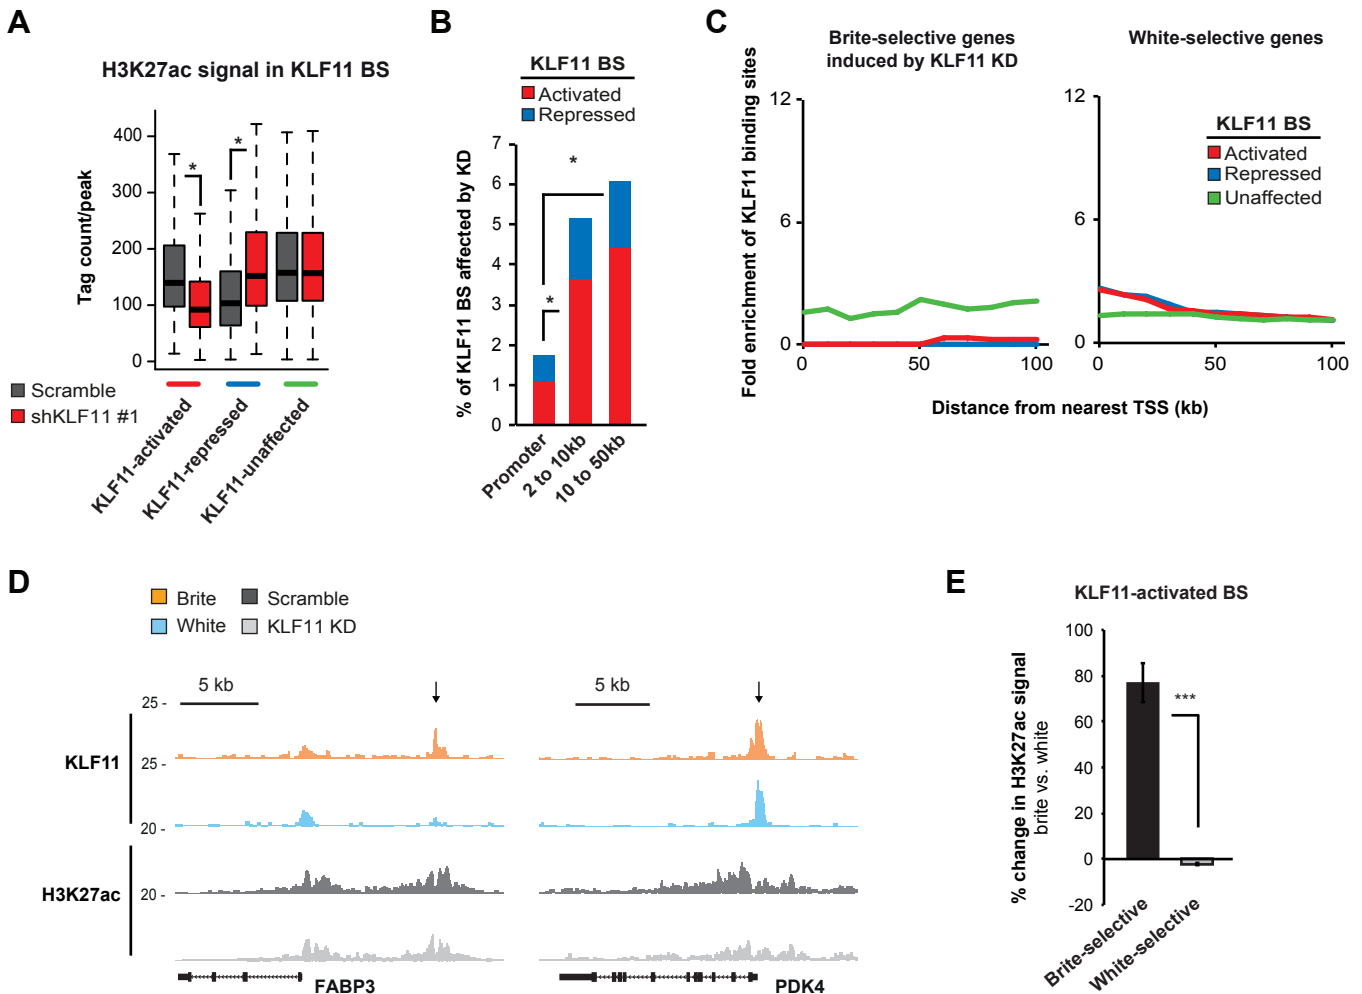 A
H3K27ac signal in KLF11 BS
Tag count/peak
400
300
200
100
0
*
*
Scramble
shKLF11 #1
KLF11-activated
KLF11-repressed
KLF11-unaffected
B
KLF11 BS
Activated
Repressed
% of KLF11 BS affected by KD
7
6
5
4
3
2
1
0
*
*
Promoter
2 to 10kb
10 to 50kb
C
Brite-selective genes
induced by KLF11 KD
White-selective genes
Fold enrichment of KLF11 binding sites
12
6
0
0
50
100
12
6
0
0
50
100
KLF11 BS
Activated
Repressed
Unaffected
Distance from nearest TSS (kb)
D
Brite
Scramble
White
KLF11 KD
5 kb
5 kb
25 -
25 -
20 -
20 -
KLF11
H3K27ac
FABP3
PDK4
E
KLF11-activated BS
% change in H3K27ac signal
brite vs. white
100
80
60
40
20
0
-20
***
Brite-selective
White-selective